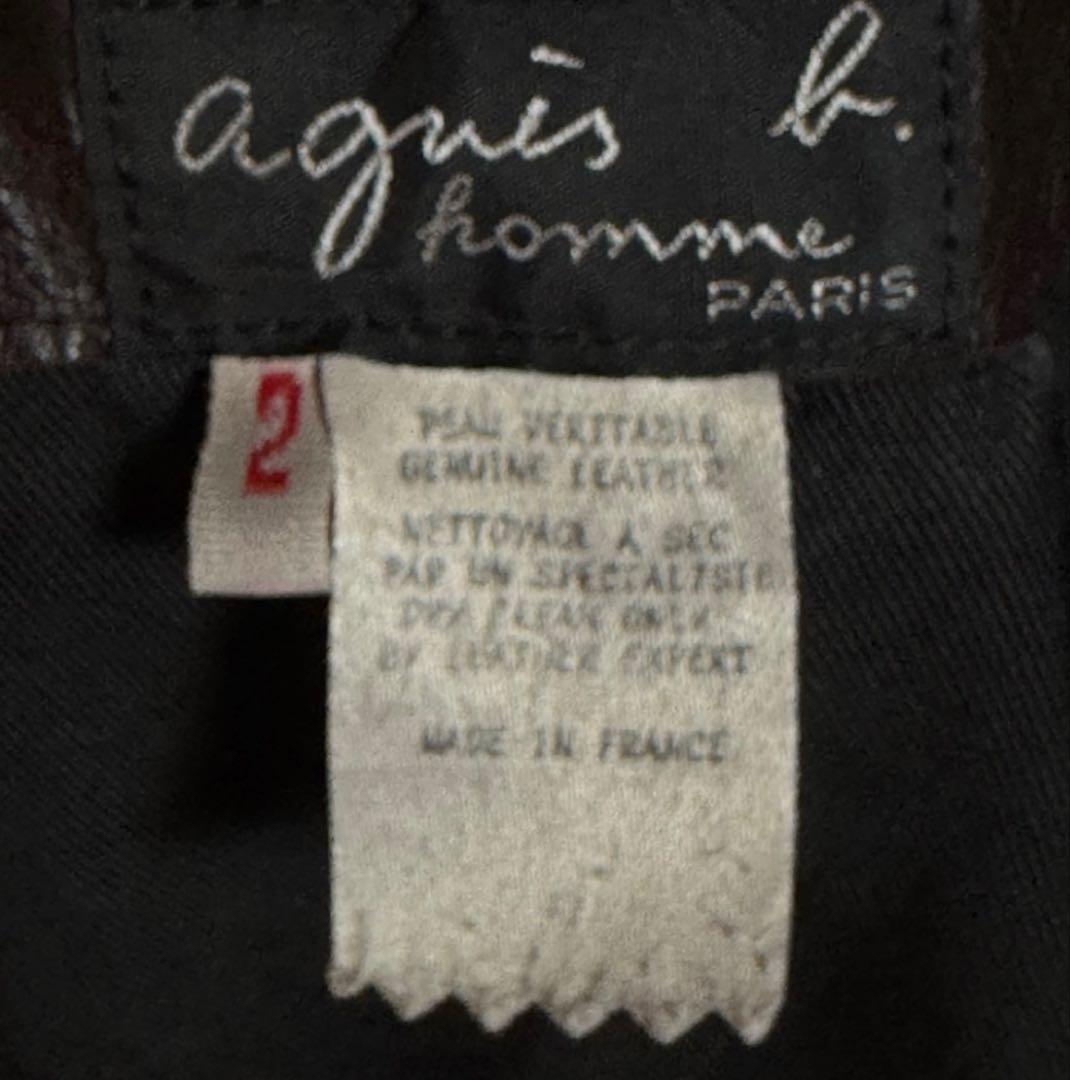 agnès b.
homme
PARIS
2
PEAU VERITABLE
GENUINE LEATHER
NETTOYAGE A SEC
PAR UN SPECIALISTE
DRY CLEAN ONLY
BY LEATHER EXPERT
MADE IN FRANCE